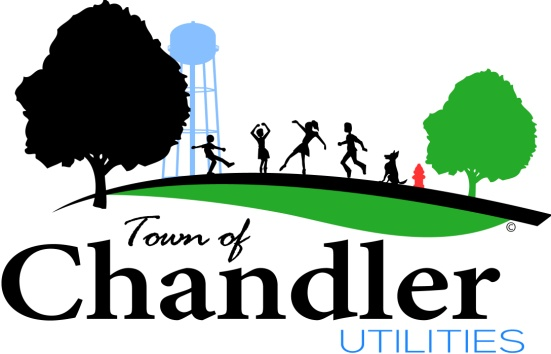 ©
Town of
Chandler
UTILITIES